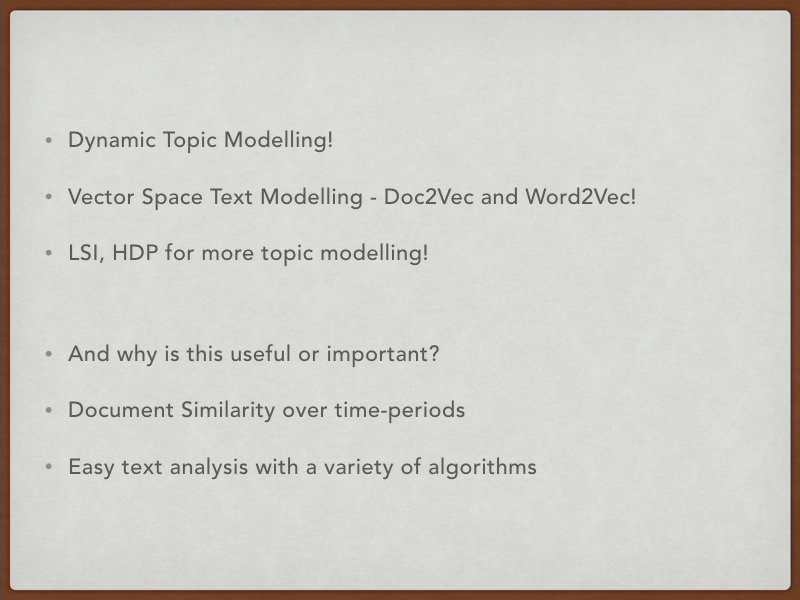 • Dynamic Topic Modelling!
• Vector Space Text Modelling - Doc2Vec and Word2Vec!
• LSI, HDP for more topic modelling!
• And why is this useful or important?
• Document Similarity over time-periods
• Easy text analysis with a variety of algorithms